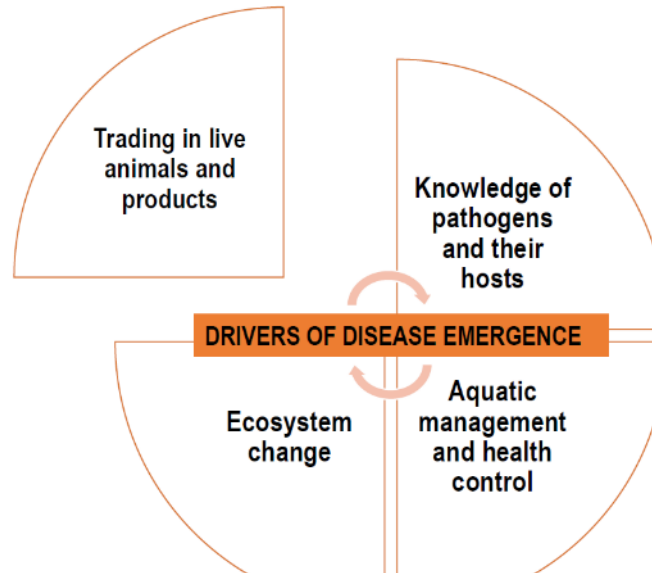 Trading in live
animals and
products
Knowledge of
pathogens
and their
hosts
DRIVERS OF DISEASE EMERGENCE
Ecosystem
change
Aquatic
management
and health
control